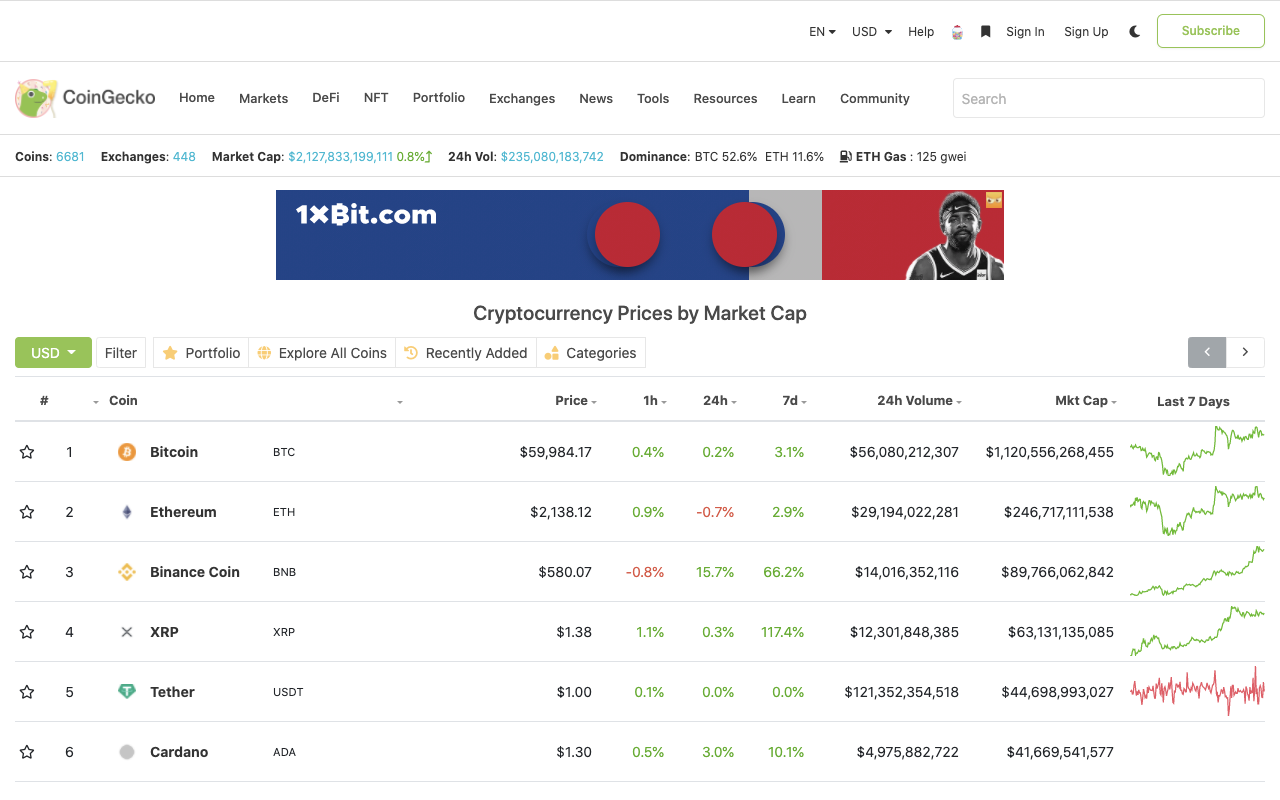 EN USD Help Sign In Sign Up Subscribe
CoinGecko Home Markets DeFi NFT Portfolio Exchanges News Tools Resources Learn Community Search
Coins: 6681 Exchanges: 448 Market Cap: $2,127,833,199,111 0.8% 24h Vol: $235,080,183,742 Dominance: BTC 52.6% ETH 11.6% ETH Gas : 125 gwei
1×₿it.com
Cryptocurrency Prices by Market Cap
USD Filter Portfolio Explore All Coins Recently Added Categories
# Coin Price 1h 24h 7d 24h Volume Mkt Cap Last 7 Days
1 Bitcoin BTC $59,984.17 0.4% 0.2% 3.1% $56,080,212,307 $1,120,556,268,455
2 Ethereum ETH $2,138.12 0.9% -0.7% 2.9% $29,194,022,281 $246,717,111,538
3 Binance Coin BNB $580.07 -0.8% 15.7% 66.2% $14,016,352,116 $89,766,062,842
4 XRP XRP $1.38 1.1% 0.3% 117.4% $12,301,848,385 $63,131,135,085
5 Tether USDT $1.00 0.1% 0.0% 0.0% $121,352,354,518 $44,698,993,027
6 Cardano ADA $1.30 0.5% 3.0% 10.1% $4,975,882,722 $41,669,541,577